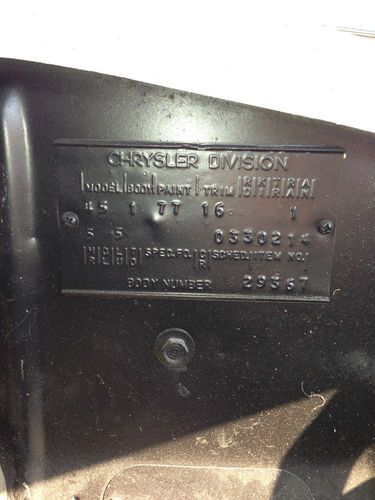 CHRYSLER DIVISION
MODEL BODY PAINT TRIM
45 1 77 16 1
5 5 0330214
SPEC.FO. SCHED. ITEM NO.
BODY NUMBER 29367